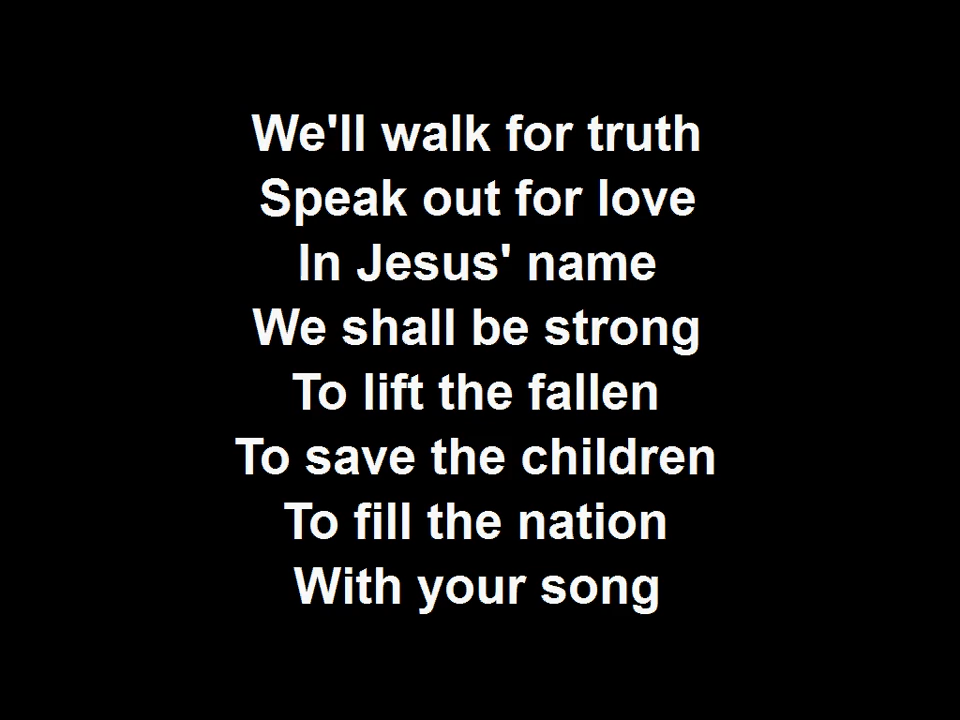 We'll walk for truth
Speak out for love
In Jesus' name
We shall be strong
To lift the fallen
To save the children
To fill the nation
With your song